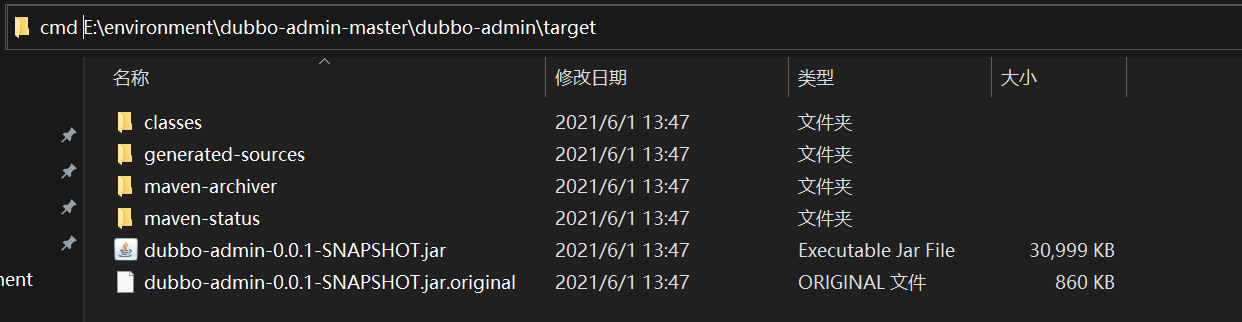 cmd E:\environment\dubbo-admin-master\dubbo-admin\target
名称 修改日期 类型 大小
classes 2021/6/1 13:47 文件夹
generated-sources 2021/6/1 13:47 文件夹
maven-archiver 2021/6/1 13:47 文件夹
maven-status 2021/6/1 13:47 文件夹
dubbo-admin-0.0.1-SNAPSHOT.jar 2021/6/1 13:47 Executable Jar File 30,999 KB
dubbo-admin-0.0.1-SNAPSHOT.jar.original 2021/6/1 13:47 ORIGINAL 文件 860 KB